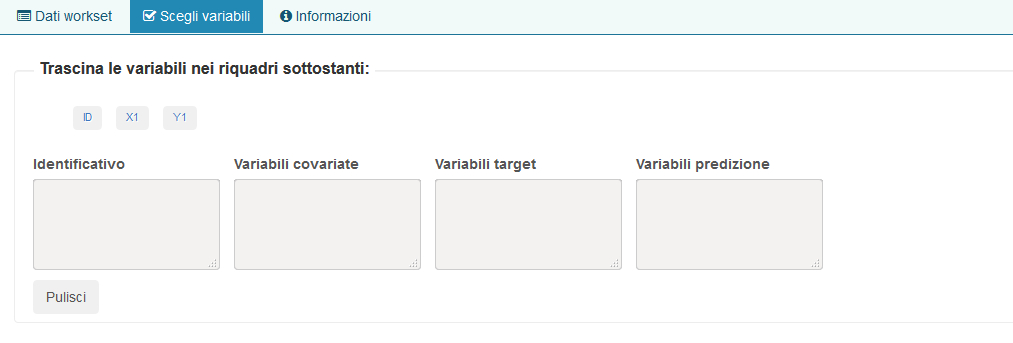 Dati workset Scegli variabili Informazioni
Trascina le variabili nei riquadri sottostanti:
ID X1 Y1
Identificativo Variabili covariate Variabili target Variabili predizione
Pulisci